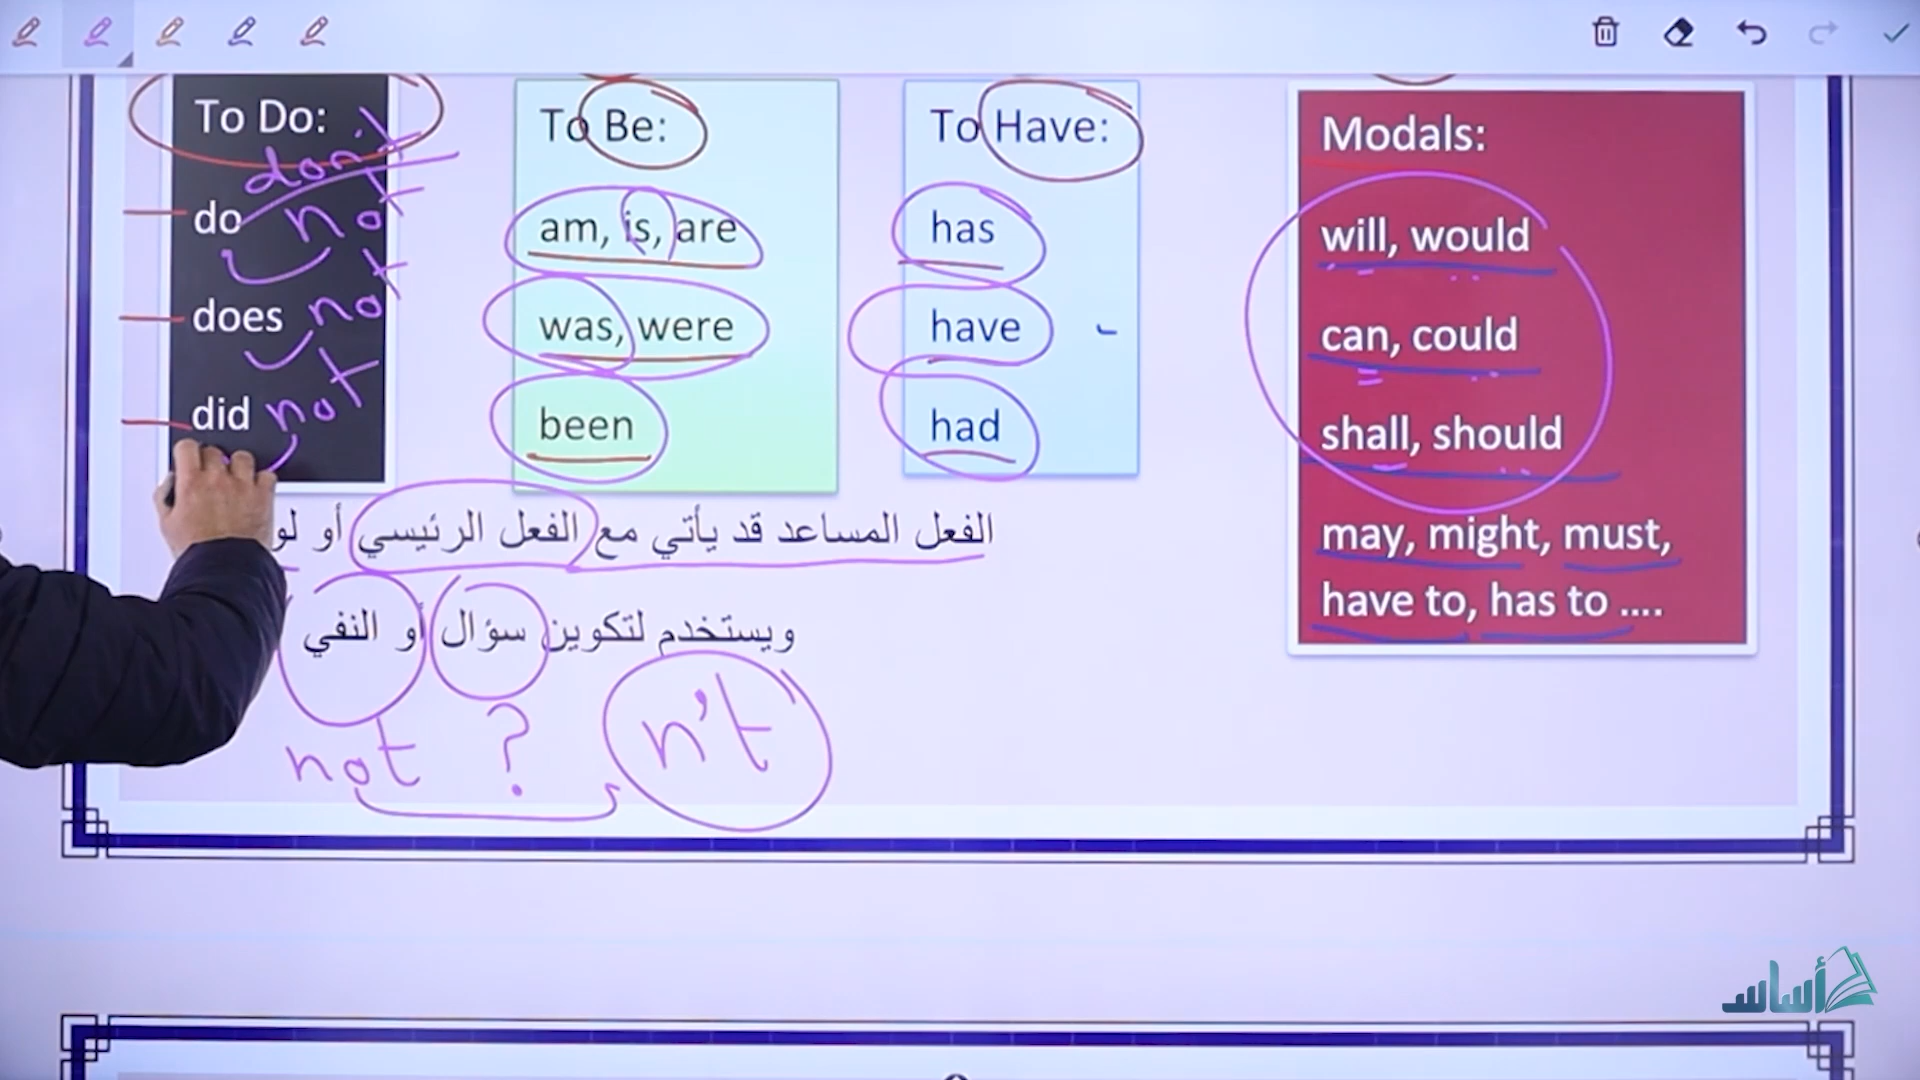 To Do:
don't
do not
does not
did not
To Be:
am, is, are
was, were
been
To Have:
has
have
had
Modals:
will, would
can, could
shall, should
may, might, must,
have to, has to ....
الفعل المساعد قد يأتي مع الفعل الرئيسي أو
ويستخدم لتكوين سؤال أو النفي
not ? n't
أساس